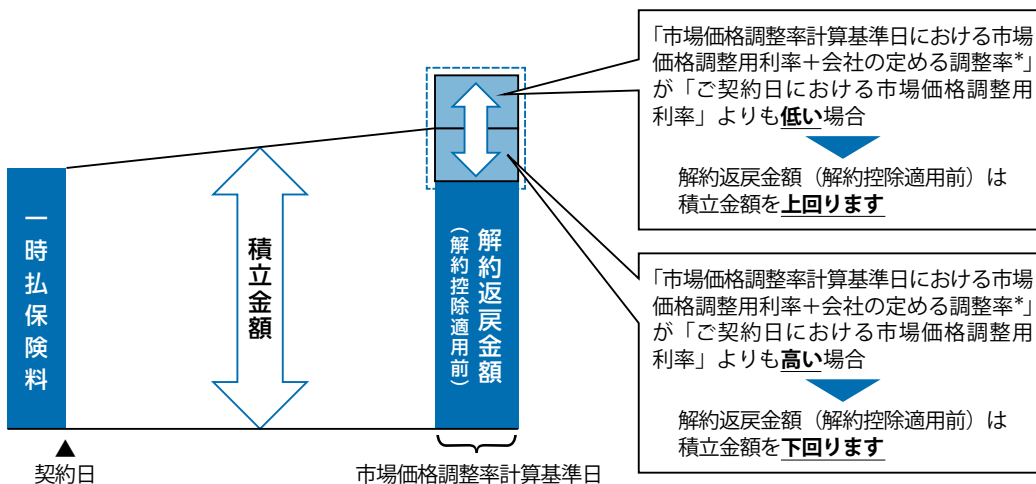 「市場価格調整率計算基準日における市場
価格調整用利率＋会社の定める調整率*」
が「ご契約日における市場価格調整用
利率」よりも低い場合
解約返戻金額（解約控除適用前）は
積立金額を上回ります
一時払保険料
積立金額
解約返戻金額
（解約控除適用前）
「市場価格調整率計算基準日における市場
価格調整用利率＋会社の定める調整率*」
が「ご契約日における市場価格調整用
利率」よりも高い場合
解約返戻金額（解約控除適用前）は
積立金額を下回ります
▲
契約日
市場価格調整率計算基準日